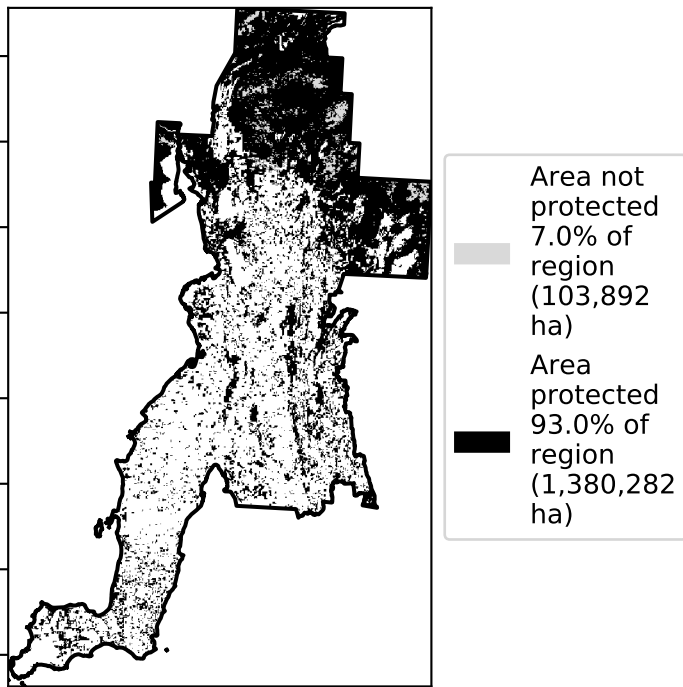 Area not
protected
7.0% of
region
(103,892
ha)
Area
protected
93.0% of
region
(1,380,282
ha)